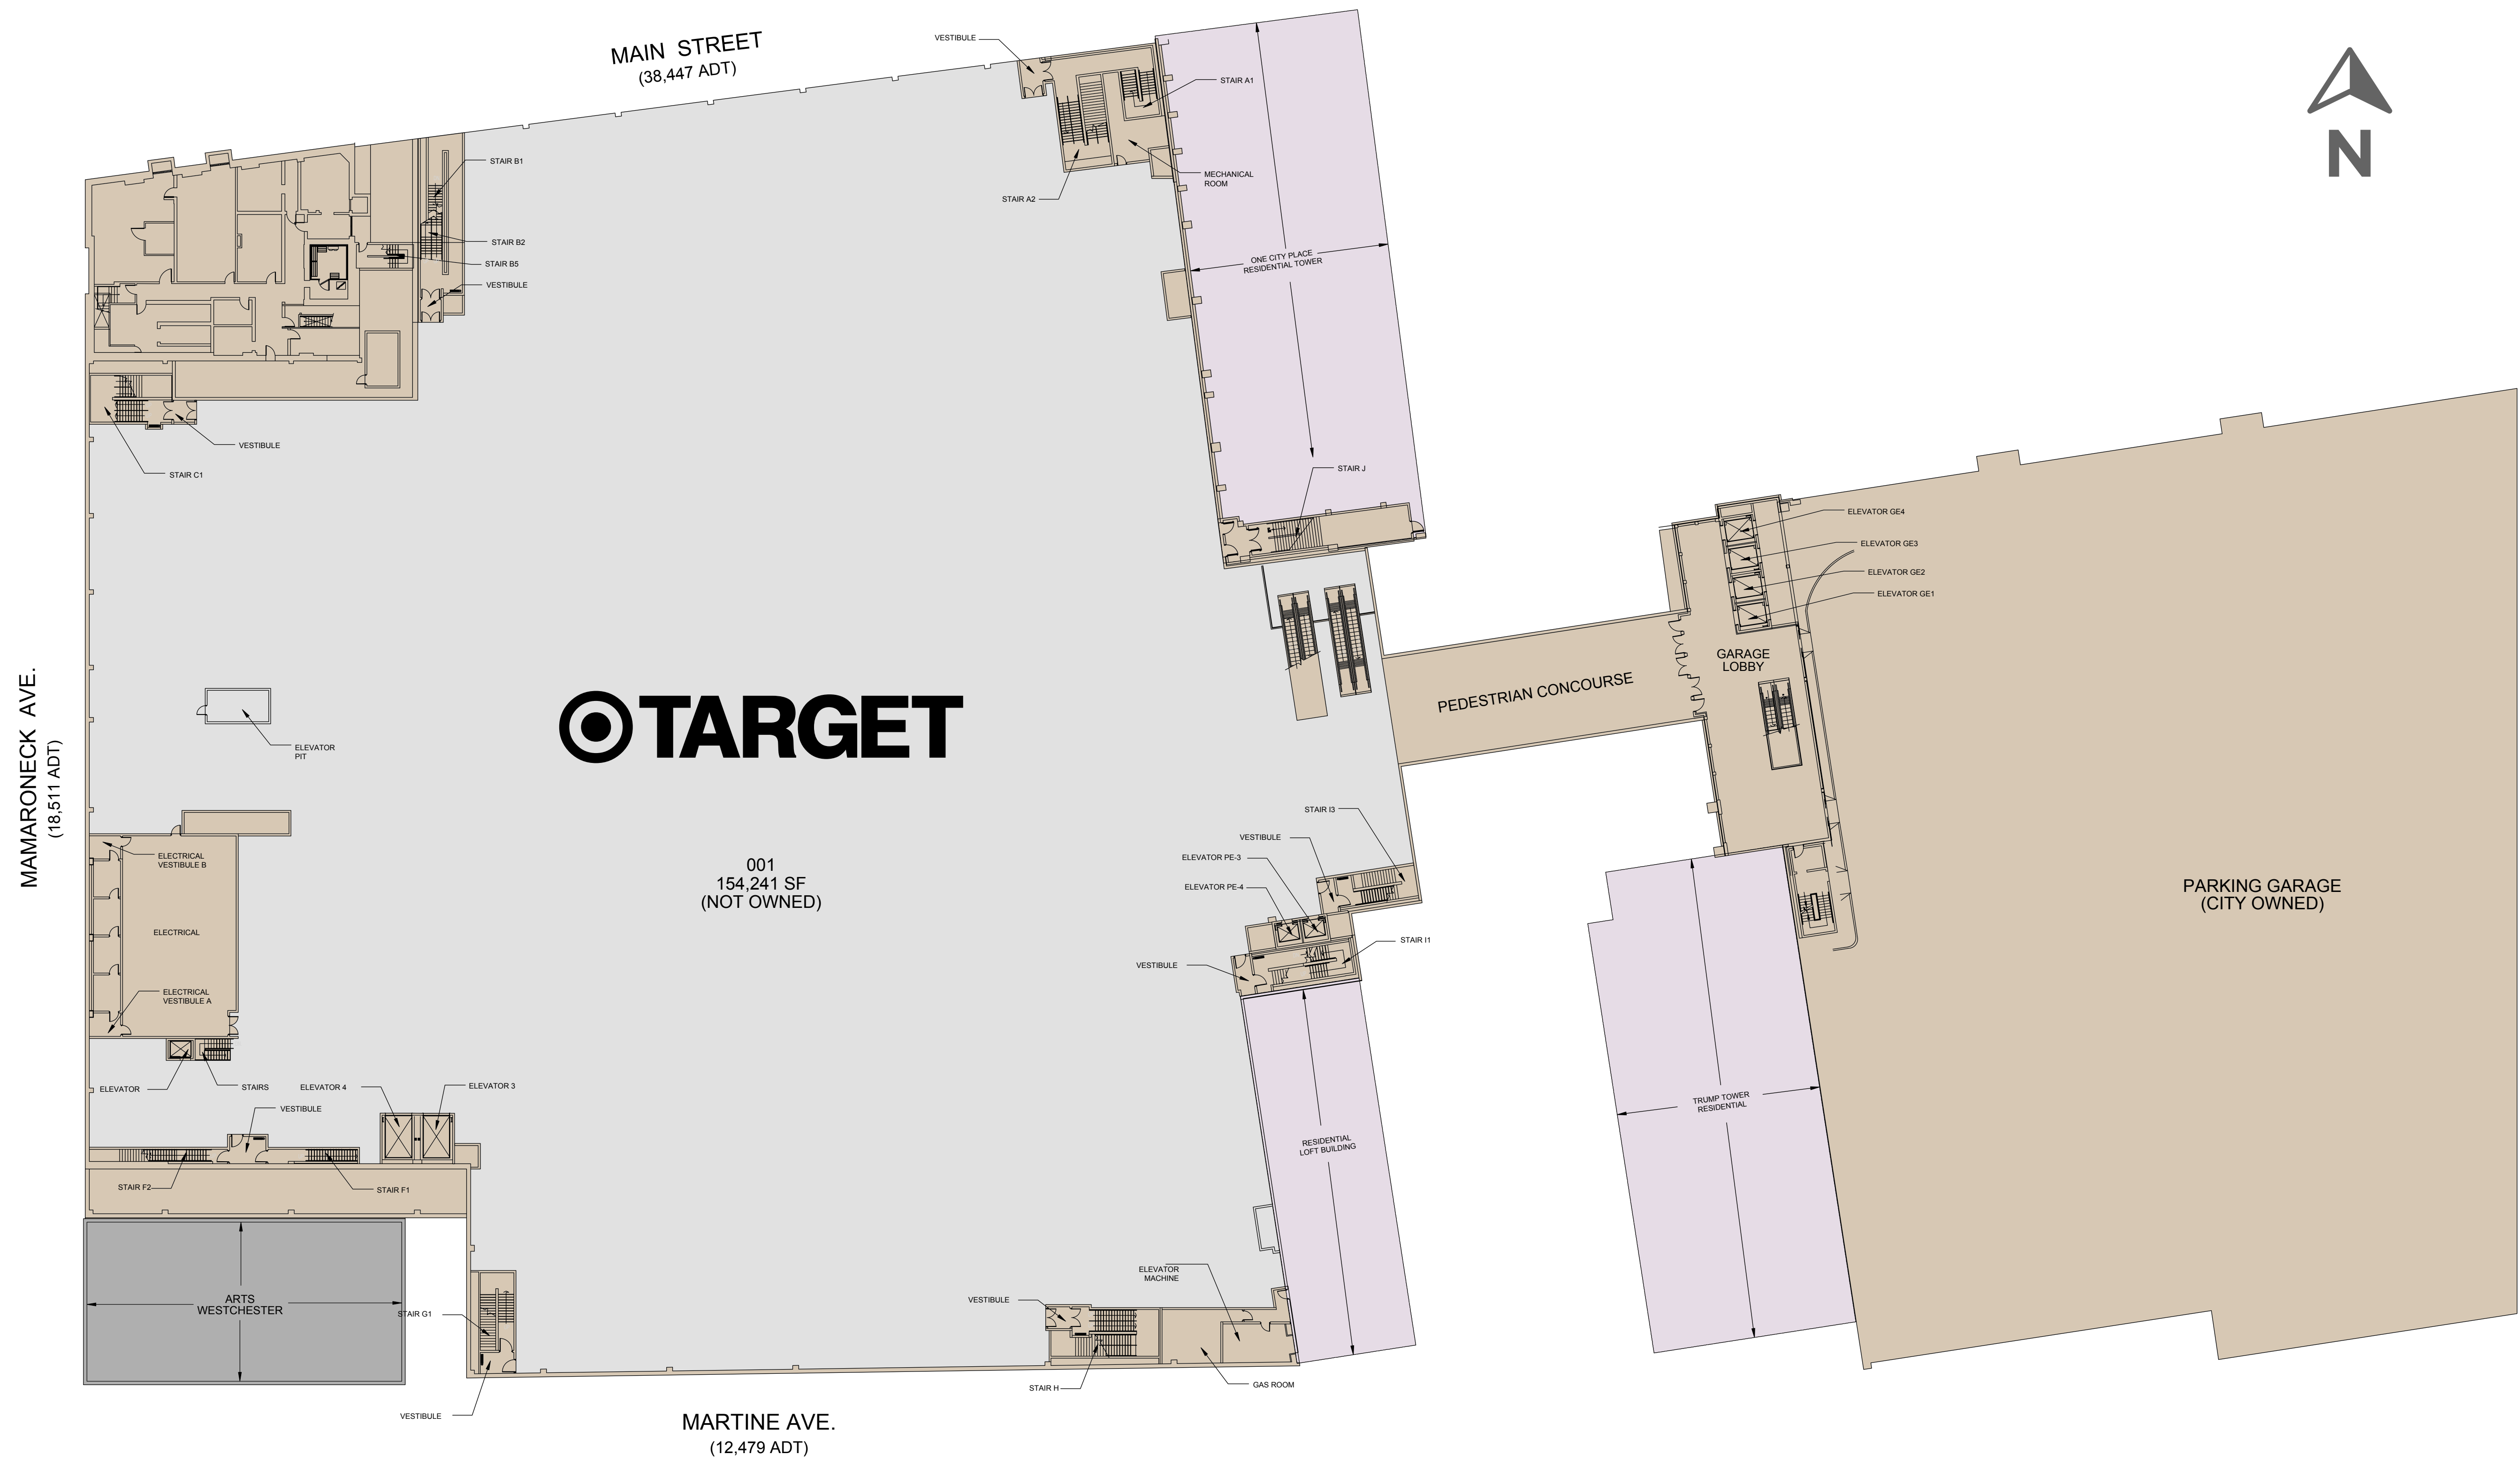 MAIN STREET
(38,447 ADT)
VESTIBULE
STAIR A1
MECHANICAL
ROOM
STAIR A2
N
STAIR B1
STAIR B2
STAIR B5
VESTIBULE
ONE CITY PLACE
RESIDENTIAL TOWER
VESTIBULE
STAIR C1
STAIR J
ELEVATOR GE4
ELEVATOR GE3
ELEVATOR GE2
ELEVATOR GE1
GARAGE
LOBBY
PEDESTRIAN CONCOURSE
MAMARONECK AVE.
(18,511 ADT)
ELEVATOR
PIT
TARGET
001
154,241 SF
(NOT OWNED)
STAIR I3
VESTIBULE
ELEVATOR PE-3
ELEVATOR PE-4
STAIR I1
VESTIBULE
PARKING GARAGE
(CITY OWNED)
ELECTRICAL
VESTIBULE B
ELECTRICAL
ELECTRICAL
VESTIBULE A
ELEVATOR
STAIRS
ELEVATOR 4
ELEVATOR 3
VESTIBULE
STAIR F2
STAIR F1
TRUMP TOWER
RESIDENTIAL
RESIDENTIAL
LOFT BUILDING
ARTS
WESTCHESTER
STAIR G1
VESTIBULE
ELEVATOR
MACHINE
VESTIBULE
STAIR H
GAS ROOM
MARTINE AVE.
(12,479 ADT)